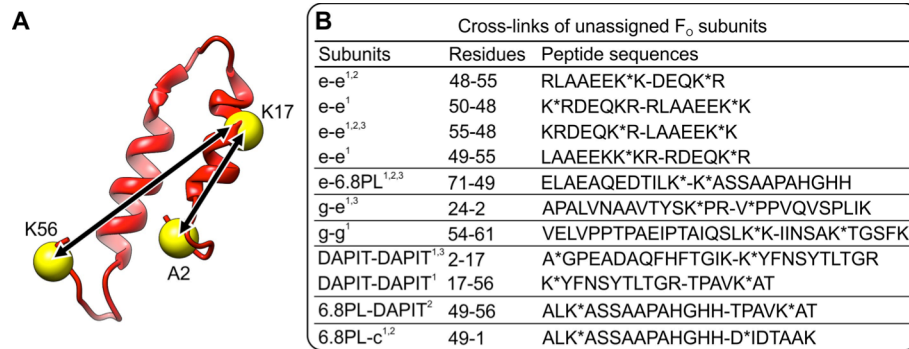 A
K17
K56
A2
B
Cross-links of unassigned Fₒ subunits
Subunits Residues Peptide sequences
e-e¹,² 48-55 RLAAEEK*K-DEQK*R
e-e¹ 50-48 K*RDEQKR-RLAAEEK*K
e-e¹,²,³ 55-48 KRDEQK*R-LAAEEK*K
e-e¹ 49-55 LAAEEKK*KR-RDEQK*R
e-6.8PL¹,²,³ 71-49 ELAEAQEDTILK*-K*ASSAAPAHGHH
g-e¹,³ 24-2 APALVNAAVTYSK*PR-V*PPVQVSPLIK
g-g¹ 54-61 VELVPPTPAEIPTAIQSLK*K-IINSAK*TGSFK
DAPIT-DAPIT¹,³ 2-17 A*GPEADAQFHFTGIK-K*YFNSYTLTGR
DAPIT-DAPIT¹ 17-56 K*YFNSYTLTGR-TPAVK*AT
6.8PL-DAPIT² 49-56 ALK*ASSAAPAHGHH-TPAVK*AT
6.8PL-c¹,² 49-1 ALK*ASSAAPAHGHH-D*IDTAAK